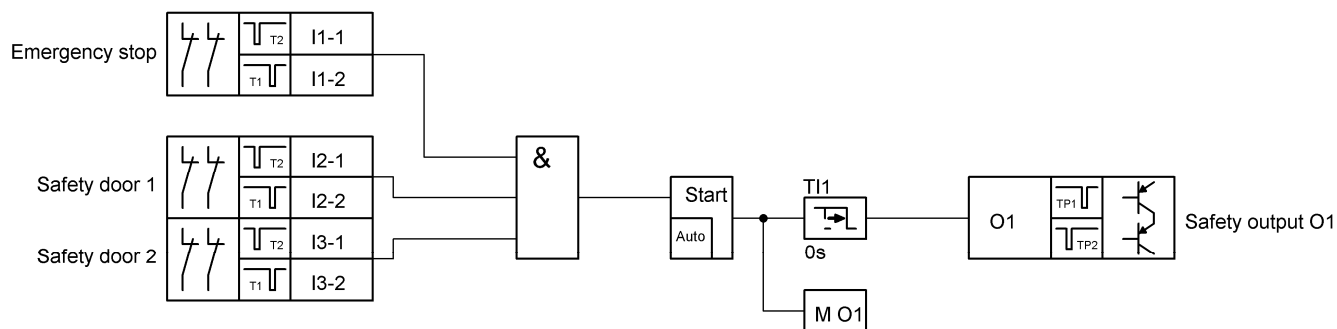 Emergency stop
T2 I1-1
T1 I1-2
Safety door 1
T2 I2-1
T1 I2-2
Safety door 2
T2 I3-1
T1 I3-2
&
Start
Auto
TI1
0s
M O1
O1
TP1
TP2
Safety output O1